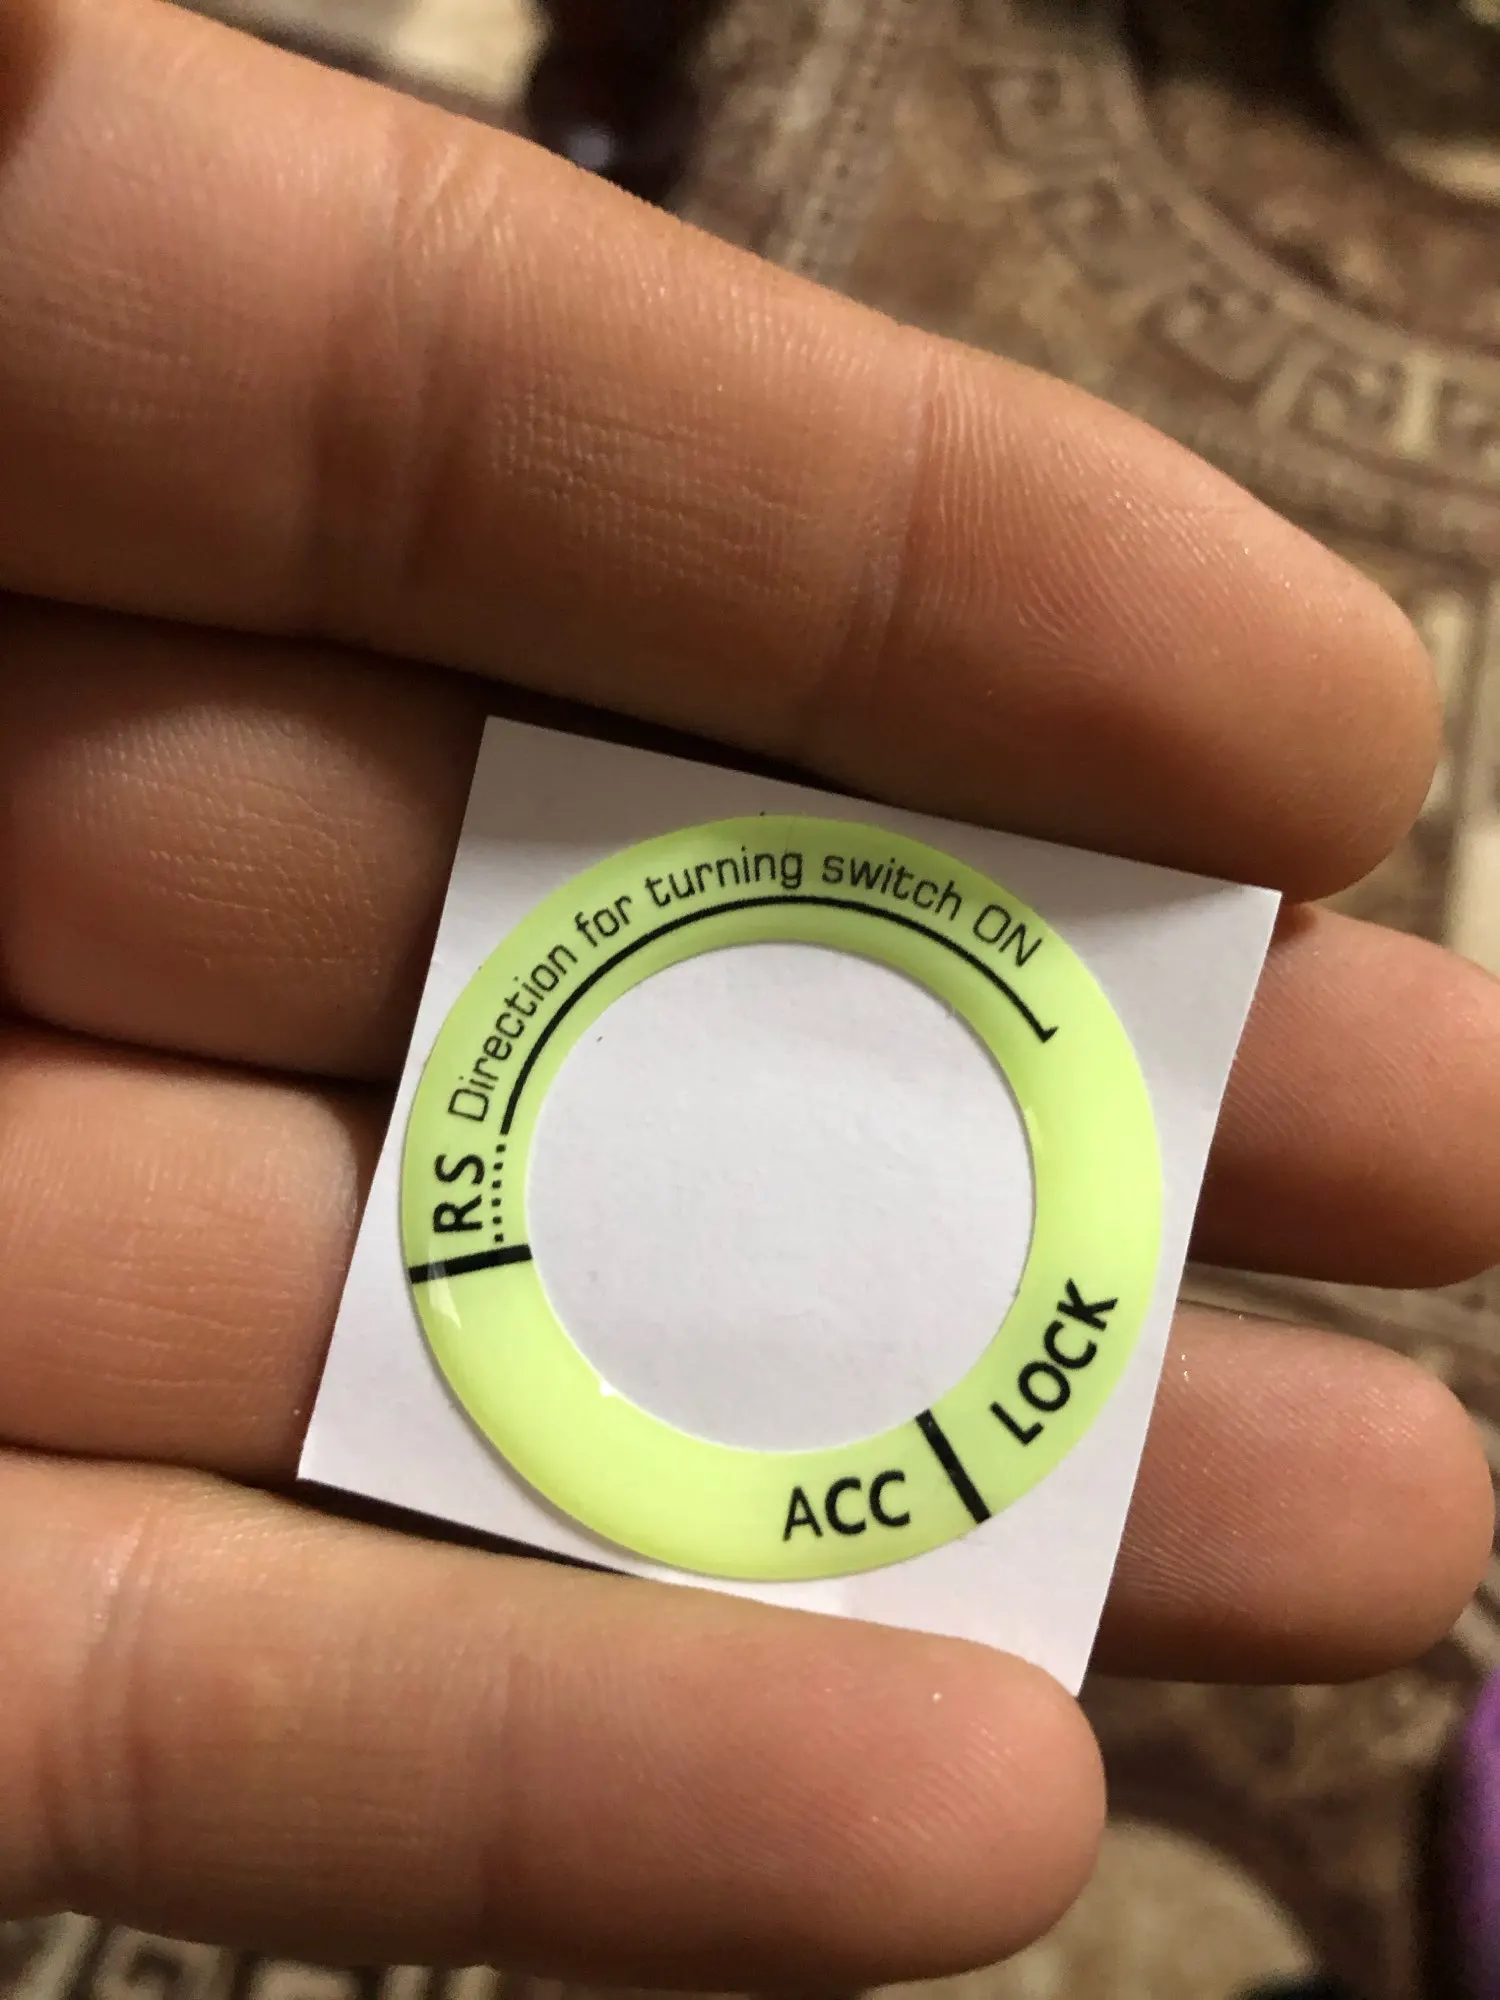 RS Direction for turning switch ON
LOCK
ACC